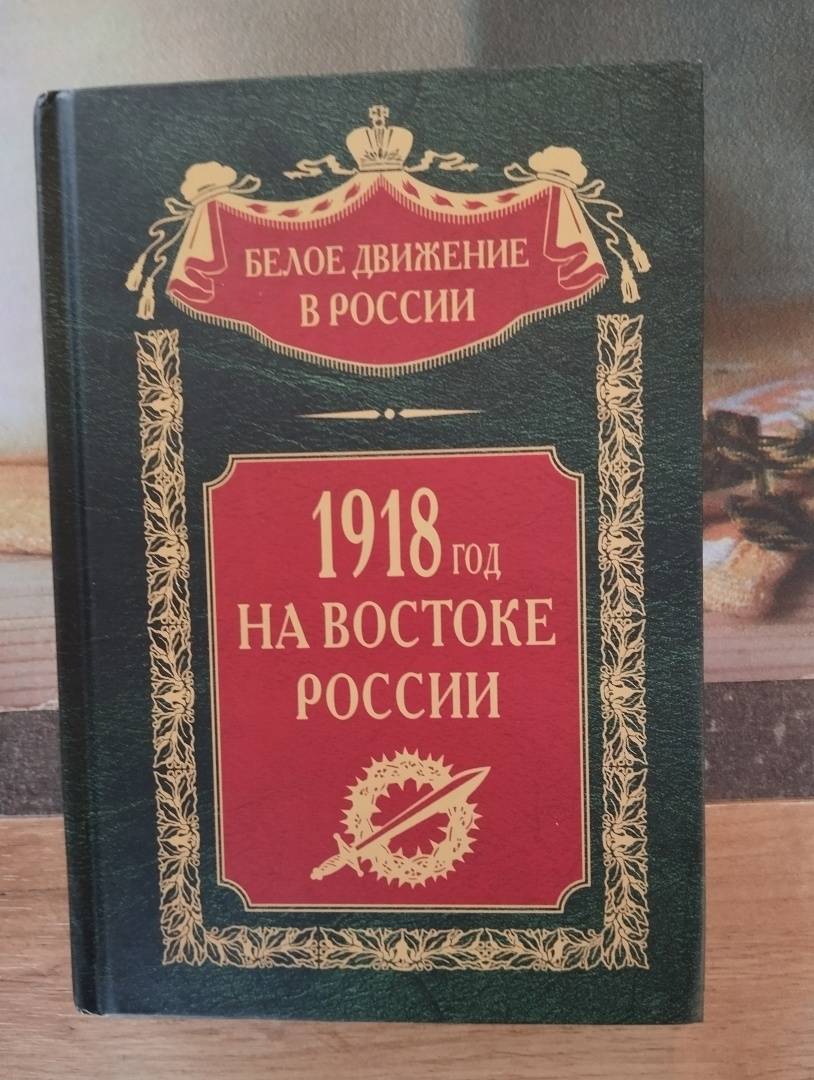 БЕЛОЕ ДВИЖЕНИЕ
В РОССИИ
1918 ГОД
НА ВОСТОКЕ
РОССИИ